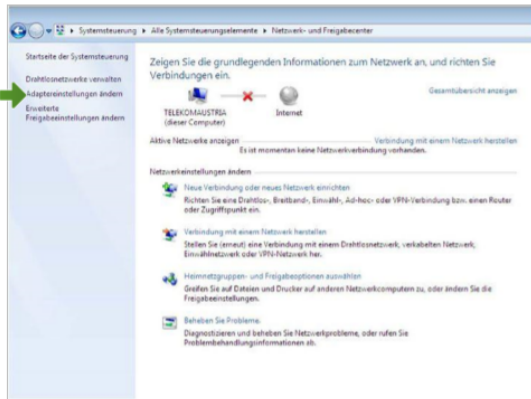 Systemsteuerung ▸ Alle Systemsteuerungselemente ▸ Netzwerk- und Freigabecenter
Startseite der Systemsteuerung
Drahtlosnetzwerke verwalten
Adaptereinstellungen ändern
Erweiterte
Freigabeeinstellungen ändern
Zeigen Sie die grundlegenden Informationen zum Netzwerk an, und richten Sie
Verbindungen ein.
Gesamtübersicht anzeigen
TELEKOMAUSTRIA
(dieser Computer)
Internet
Aktive Netzwerke anzeigen
Verbindung mit einem Netzwerk herstellen
Es ist momentan keine Netzwerkverbindung vorhanden.
Netzwerkeinstellungen ändern
Neue Verbindung oder neues Netzwerk einrichten
Richten Sie eine Drahtlos-, Breitband-, Einwähl-, Ad-hoc- oder VPN-Verbindung bzw. einen Router
oder Zugriffspunkt ein.
Verbindung mit einem Netzwerk herstellen
Stellen Sie (erneut) eine Verbindung mit einem Drahtlosnetzwerk, verkabelten Netzwerk,
Einwählnetzwerk oder VPN-Netzwerk her.
Heimnetzgruppen- und Freigabeoptionen auswählen
Greifen Sie auf Dateien und Drucker auf anderen Netzwerkcomputern zu, oder ändern Sie die
Freigabeeinstellungen.
Beheben Sie Probleme.
Diagnostizieren und beheben Sie Netzwerkprobleme, oder rufen Sie
Problembehandlungsinformationen ab.